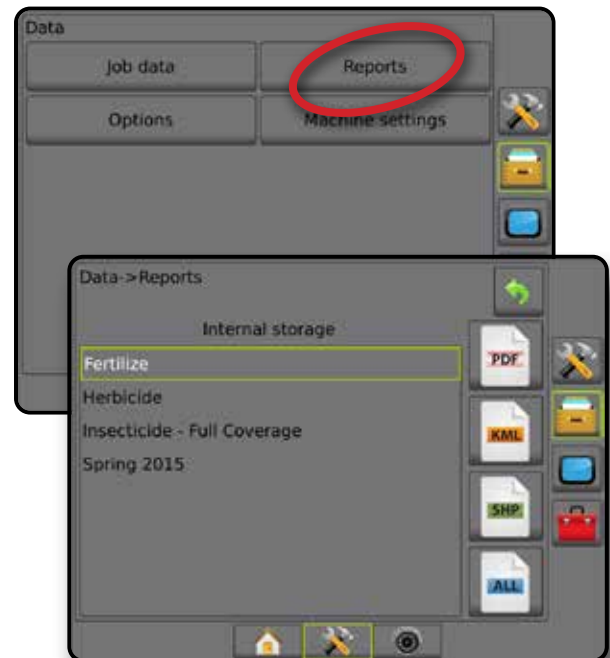 Data
Job data
Reports
Options
Machine settings
Data->Reports
Internal storage
Fertilize
Herbicide
Insecticide - Full Coverage
Spring 2015
PDF
KML
SHP
ALL